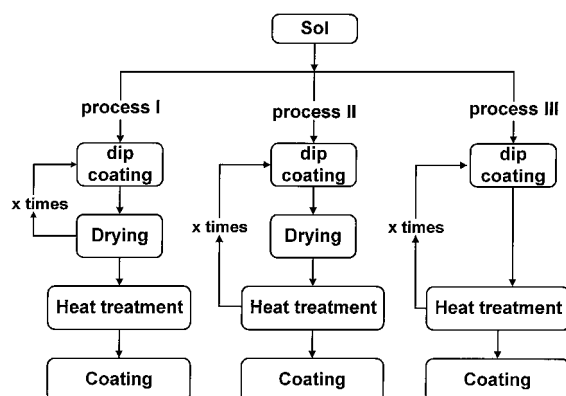 Sol
process I
process II
process III
dip
coating
dip
coating
dip
coating
x times
x times
x times
Drying
Drying
Heat treatment
Heat treatment
Heat treatment
Coating
Coating
Coating